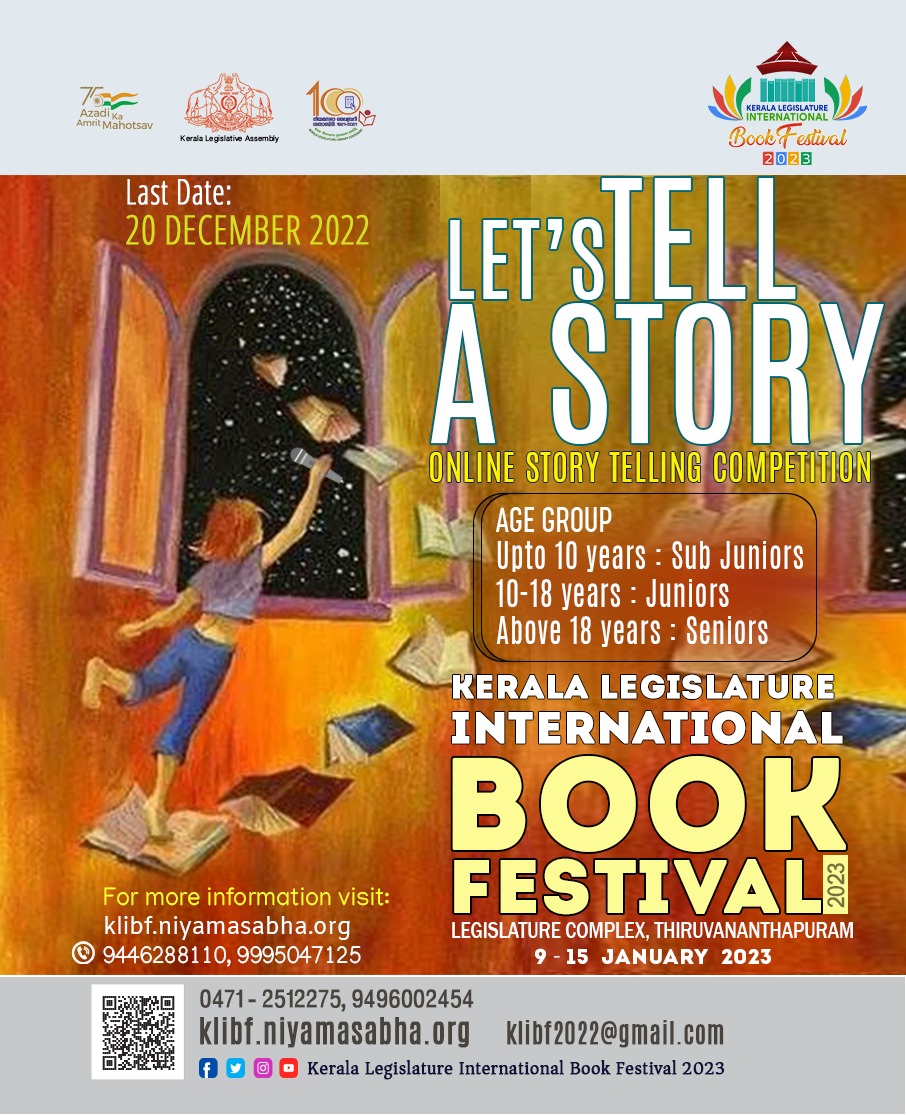 75
Azadi Ka
Amrit Mahotsav
Kerala Legislative Assembly
100
KERALA LEGISLATURE
INTERNATIONAL
Book Festival
2023
Last Date:
20 DECEMBER 2022
LET'S TELL
A STORY
ONLINE STORY TELLING COMPETITION
AGE GROUP
Upto 10 years : Sub Juniors
10-18 years : Juniors
Above 18 years : Seniors
KERALA LEGISLATURE
INTERNATIONAL
BOOK
FESTIVAL 2023
LEGISLATURE COMPLEX, THIRUVANANTHAPURAM
9 - 15 JANUARY 2023
For more information visit:
klibf.niyamasabha.org
9446288110, 9995047125
0471 - 2512275, 9496002454
klibf.niyamasabha.org klibf2022@gmail.com
Kerala Legislature International Book Festival 2023